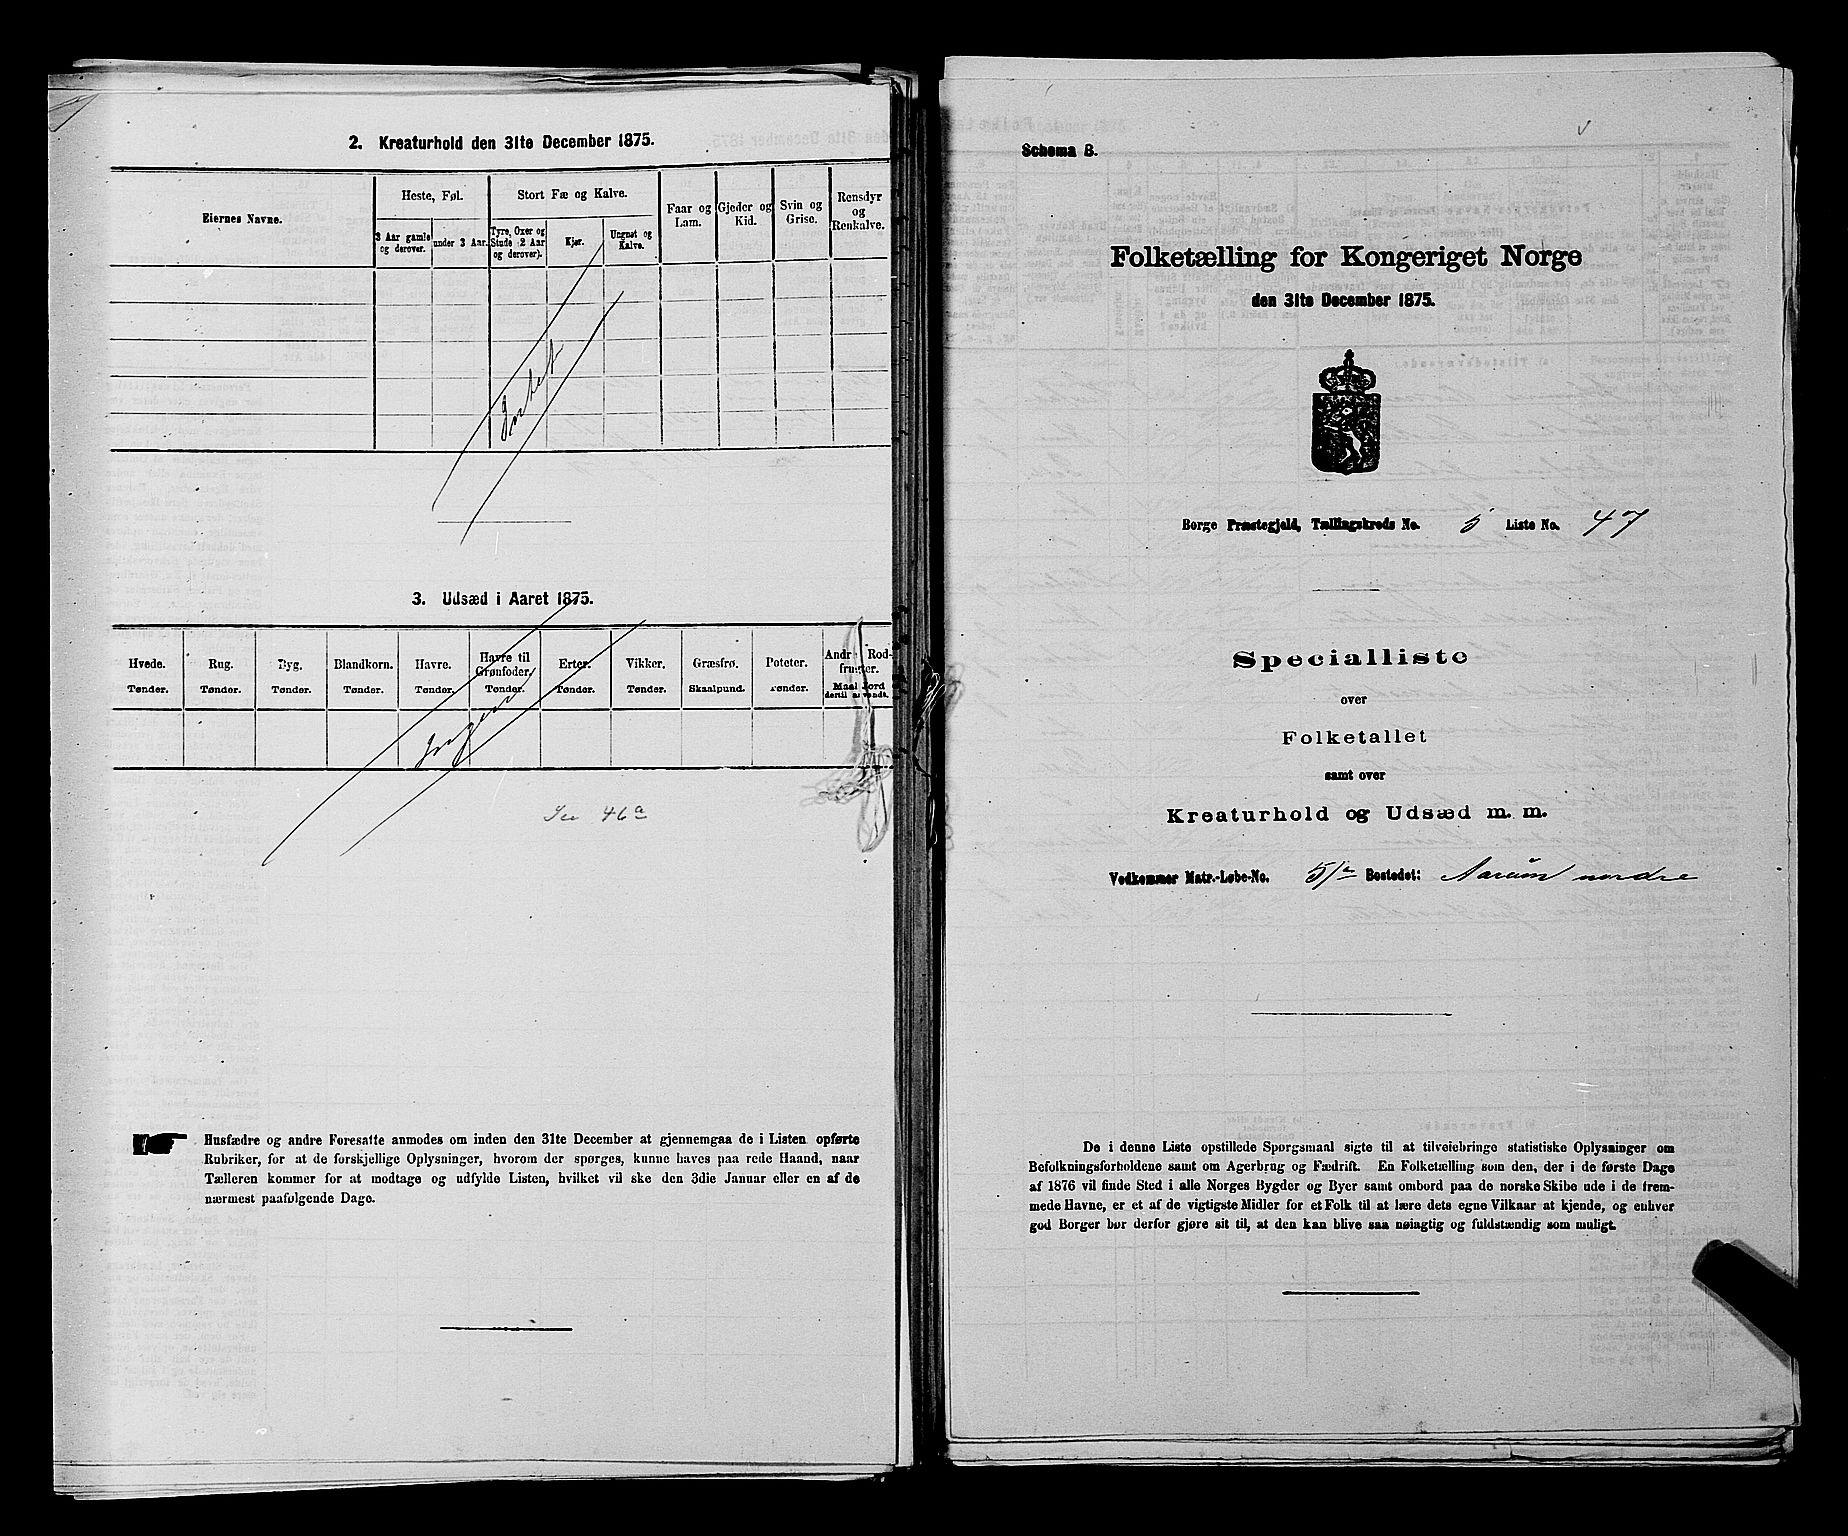 2. Kreaturhold den 31te December 1875.
Eiernes Navne.
Heste, Føl.
3 Aar gamle og derover.
under 3 Aar.
Stort Fæ og Kalve.
Tyre, Oxer og Stude 2 Aar og derover).
Kjør.
Ungnøt og Kalve.
Faar og Lam.
Gjeder og Kid.
Svin og Grise.
Rensdyr og Renkalve.
Intet
3. Udsæd i Aaret 1875.
Hvede. Tønder.
Rug. Tønder.
Byg. Tønder.
Blandkorn. Tønder.
Havre. Tønder.
Havre til Grønfoder. Tønder.
Erter. Tønder.
Vikker. Tønder.
Græsfrø. Skaalpund.
Poteter. Tønder.
Andre Rodfrugter. Maal Jord dertil anvendt.
Ingen
See 46a
Husfædre og andre Foresatte anmodes om inden den 31te December at gjennemgaa de i Listen opførte
Rubriker, for at de forskjellige Oplysninger, hvorom der spørges, kunne haves paa rede Haand, naar
Tælleren kommer for at modtage og udfylde Listen, hvilket vil ske den 3die Januar eller en af de
nærmest paafølgende Dage.
Schema B.
Folketælling for Kongeriget Norge
den 31te December 1875.
Borge Præstegjeld, Tællingskreds No. 5 Liste No. 47
Specialliste
over
Folketallet
samt over
Kreaturhold og Udsæd m. m.
Vedkommer Matr.-Løbe-No. 5/2 Bostedet: Aarum nordre
De i denne Liste opstillede Spørgsmaal sigte til at tilveiebringe statistiske Oplysninger om
Befolkningsforholdene samt om Agerbrug og Fædrift. En Folketælling som den, der i de første Dage
af 1876 vil finde Sted i alle Norges Bygder og Byer samt ombord paa de norske Skibe ude i de frem-
mede Havne, er et af de vigtigste Midler for et Folk til at lære dets egne Vilkaar at kjende, og enhver
god Borger bør derfor gjøre sit til, at den kan blive saa nøiagtig og fuldstændig som muligt.